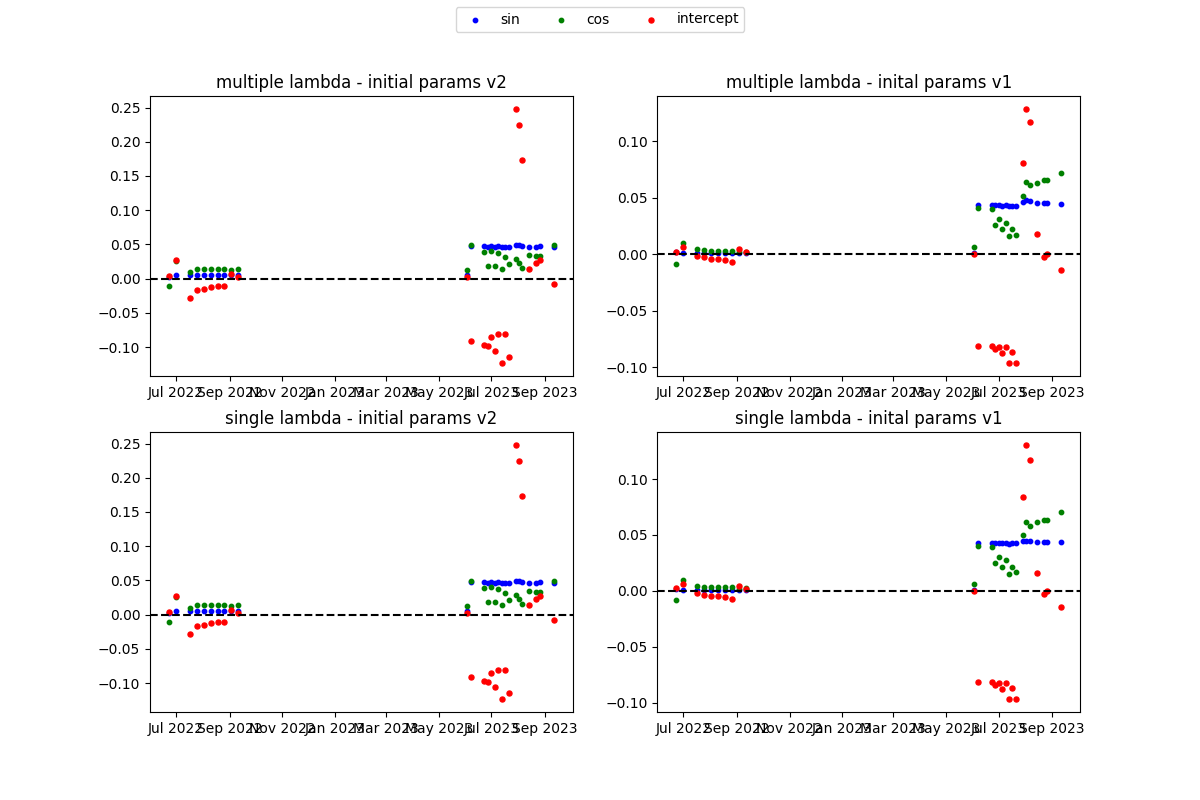 sin cos intercept
multiple lambda - initial params v2
0.25
0.20
0.15
0.10
0.05
0.00
−0.05
−0.10
Jul 2022 Sep 2022 Nov 2022 Jan 2023 Mar 2023 May 2023 Jul 2023 Sep 2023
multiple lambda - inital params v1
0.10
0.05
0.00
−0.05
−0.10
Jul 2022 Sep 2022 Nov 2022 Jan 2023 Mar 2023 May 2023 Jul 2023 Sep 2023
single lambda - initial params v2
0.25
0.20
0.15
0.10
0.05
0.00
−0.05
−0.10
Jul 2022 Sep 2022 Nov 2022 Jan 2023 Mar 2023 May 2023 Jul 2023 Sep 2023
single lambda - inital params v1
0.10
0.05
0.00
−0.05
−0.10
Jul 2022 Sep 2022 Nov 2022 Jan 2023 Mar 2023 May 2023 Jul 2023 Sep 2023